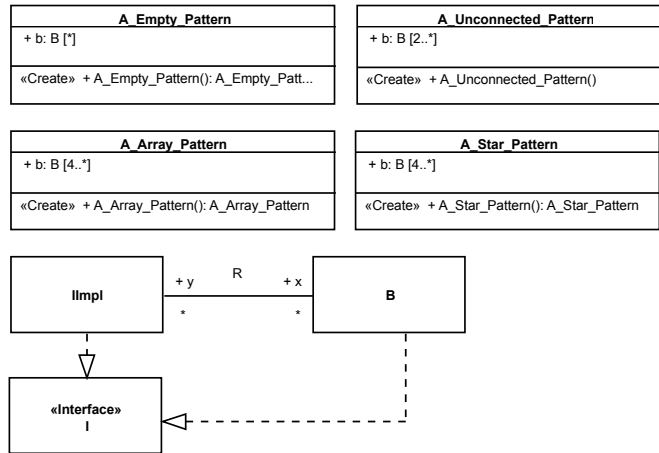 A_Empty_Pattern
+ b: B [*]
«Create» + A_Empty_Pattern(): A_Empty_Patt...
A_Unconnected_Pattern
+ b: B [2..*]
«Create» + A_Unconnected_Pattern()
A_Array_Pattern
+ b: B [4..*]
«Create» + A_Array_Pattern(): A_Array_Pattern
A_Star_Pattern
+ b: B [4..*]
«Create» + A_Star_Pattern(): A_Star_Pattern
IImpl
+ y
R
+ x
*
*
B
«Interface»
I